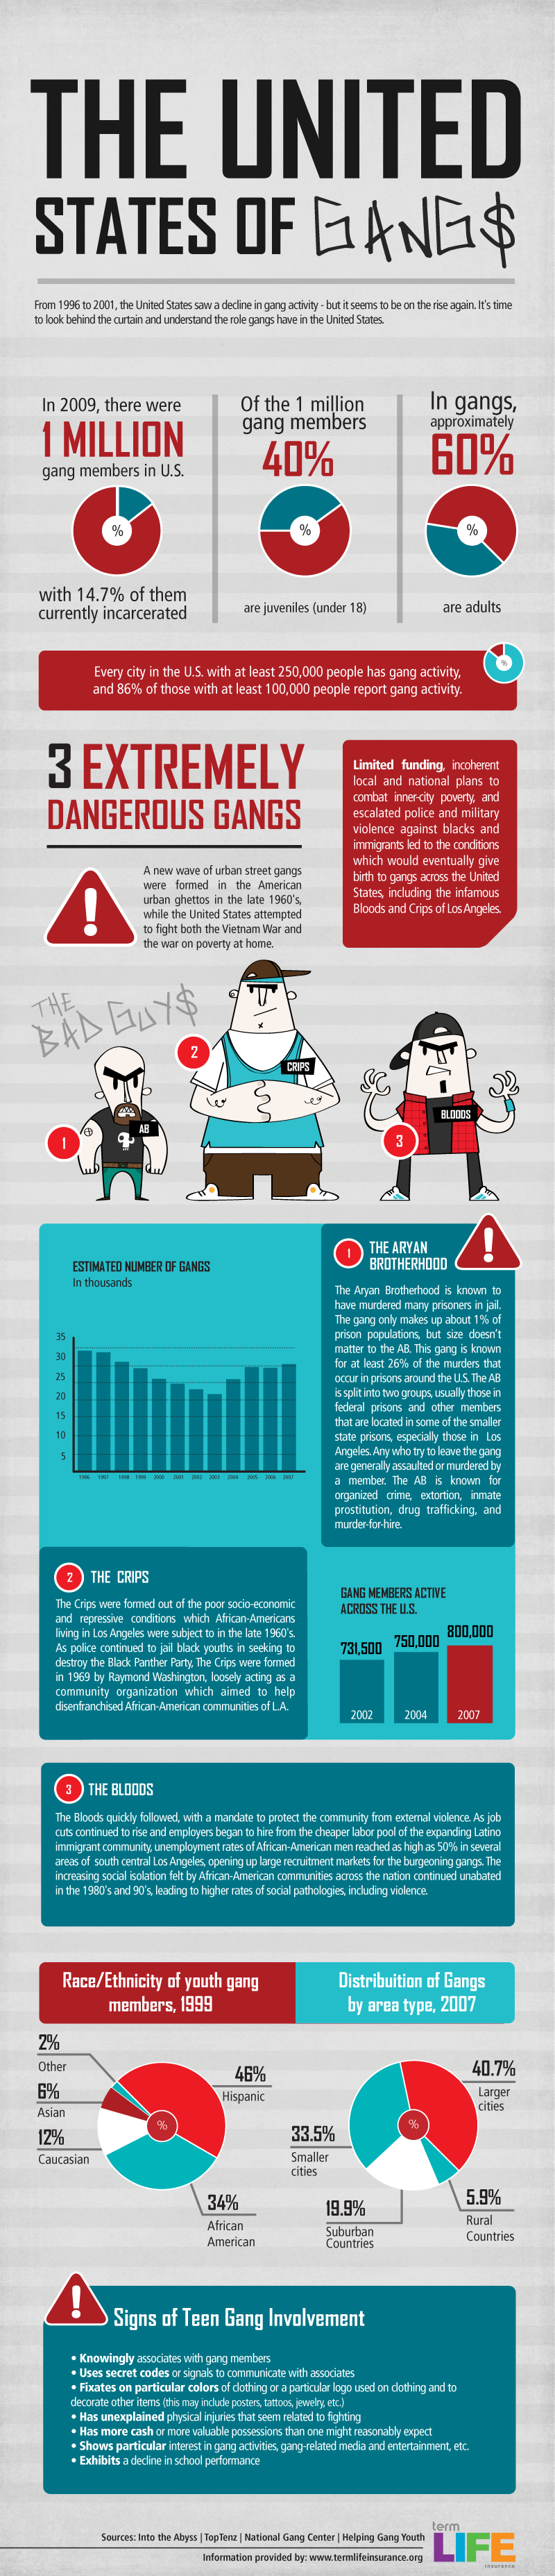 THE UNITED
STATES OF GANG$
From 1996 to 2001, the United States saw a decline in gang activity - but it seems to be on the rise again. It's time
to look behind the curtain and understand the role gangs have in the United States.
In 2009, there were
1 MILLION
gang members in U.S.
%
with 14.7% of them
currently incarcerated
Of the 1 million
gang members
40%
%
are juveniles (under 18)
In gangs,
approximately
60%
%
are adults
Every city in the U.S. with at least 250,000 people has gang activity,
and 86% of those with at least 100,000 people report gang activity.
%
3 EXTREMELY
DANGEROUS GANGS
A new wave of urban street gangs
were formed in the American
urban ghettos in the late 1960's,
while the United States attempted
to fight both the Vietnam War and
the war on poverty at home.
Limited funding, incoherent
local and national plans to
combat inner-city poverty, and
escalated police and military
violence against blacks and
immigrants led to the conditions
which would eventually give
birth to gangs across the United
States, including the infamous
Bloods and Crips of Los Angeles.
THE
BAD GUY$
1
AB
2
CRIPS
3
BLOODS
ESTIMATED NUMBER OF GANGS
In thousands
35
30
25
20
15
10
5
1996 1997 1998 1999 2000 2001 2002 2003 2004 2005 2006 2007
1 THE ARYAN
BROTHERHOOD
The Aryan Brotherhood is known to
have murdered many prisoners in jail.
The gang only makes up about 1% of
prison populations, but size doesn't
matter to the AB. This gang is known
for at least 26% of the murders that
occur in prisons around the U.S. The AB
is split into two groups, usually those in
federal prisons and other members
that are located in some of the smaller
state prisons, especially those in Los
Angeles. Any who try to leave the gang
are generally assaulted or murdered by
a member. The AB is known for
organized crime, extortion, inmate
prostitution, drug trafficking, and
murder-for-hire.
2 THE CRIPS
The Crips were formed out of the poor socio-economic
and repressive conditions which African-Americans
living in Los Angeles were subject to in the late 1960's.
As police continued to jail black youths in seeking to
destroy the Black Panther Party, The Crips were formed
in 1969 by Raymond Washington, loosely acting as a
community organization which aimed to help
disenfranchised African-American communities of L.A.
GANG MEMBERS ACTIVE
ACROSS THE U.S.
731,500 750,000 800,000
2002 2004 2007
3 THE BLOODS
The Bloods quickly followed, with a mandate to protect the community from external violence. As job
cuts continued to rise and employers began to hire from the cheaper labor pool of the expanding Latino
immigrant community, unemployment rates of African-American men reached as high as 50% in several
areas of south central Los Angeles, opening up large recruitment markets for the burgeoning gangs. The
increasing social isolation felt by African-American communities across the nation continued unabated
in the 1980's and 90's, leading to higher rates of social pathologies, including violence.
Race/Ethnicity of youth gang
members, 1999
2%
Other
6%
Asian
12%
Caucasian
%
46%
Hispanic
34%
African
American
Distribuition of Gangs
by area type, 2007
40.7%
Larger
cities
33.5%
Smaller
cities
%
19.9%
Suburban
Countries
5.9%
Rural
Countries
Signs of Teen Gang Involvement
• Knowingly associates with gang members
• Uses secret codes or signals to communicate with associates
• Fixates on particular colors of clothing or a particular logo used on clothing and to
decorate other items (this may include posters, tattoos, jewelry, etc.)
• Has unexplained physical injuries that seem related to fighting
• Has more cash or more valuable possessions than one might reasonably expect
• Shows particular interest in gang activities, gang-related media and entertainment, etc.
• Exhibits a decline in school performance
Sources: Into the Abyss | TopTenz | National Gang Center | Helping Gang Youth
Information provided by: www.termlifeinsurance.org
term
LIFE
insurance